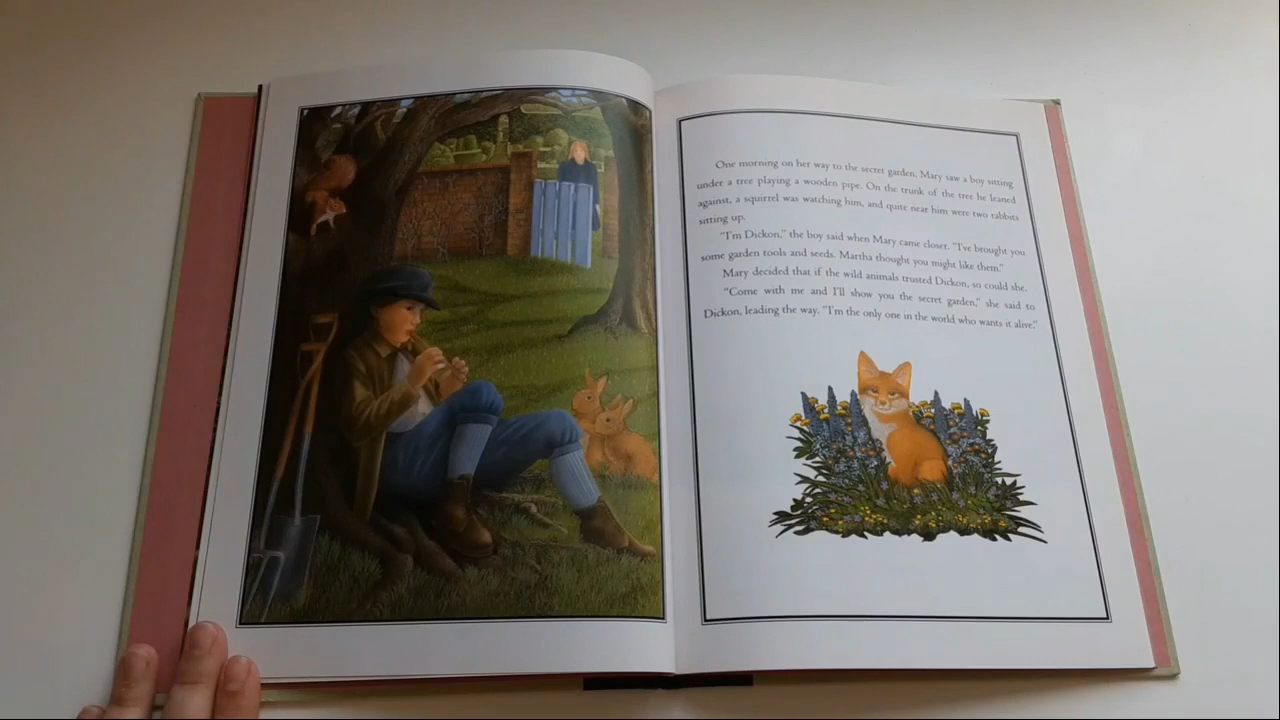 One morning on her way to the secret garden, Mary saw a boy sitting
under a tree playing a wooden pipe. On the trunk of the tree he leaned
against, a squirrel was watching him, and quite near him were two rabbits
sitting up.
"I'm Dickon," the boy said when Mary came closer. "I've brought you
some garden tools and seeds. Martha thought you might like them."
Mary decided that if the wild animals trusted Dickon, so could she.
"Come with me and I'll show you the secret garden," she said to
Dickon, leading the way. "I'm the only one in the world who wants it alive."